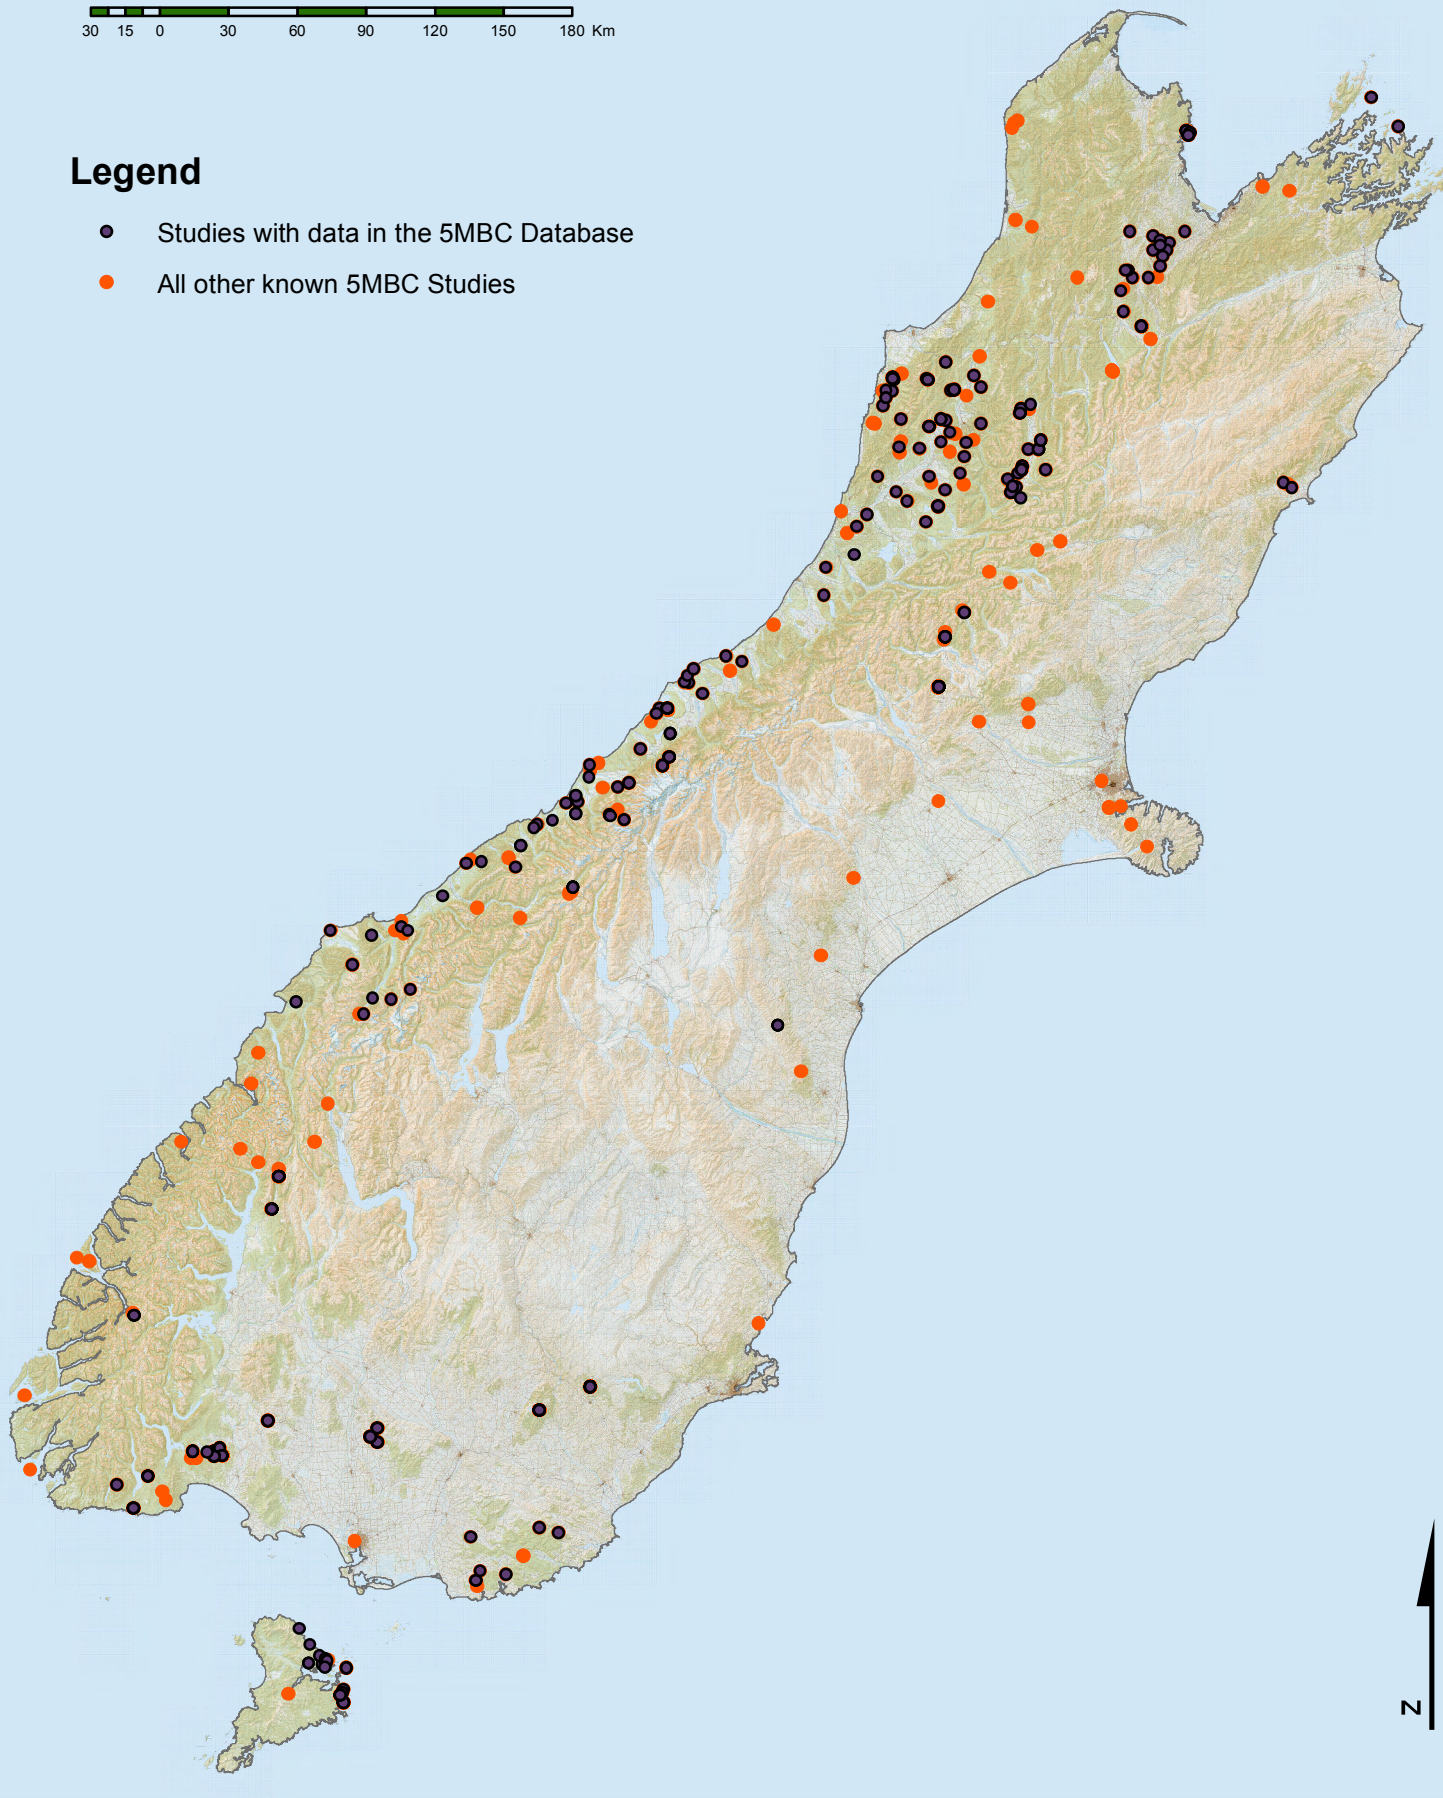 30 15 0 30 60 90 120 150 180 Km
Legend
Studies with data in the 5MBC Database
All other known 5MBC Studies
N